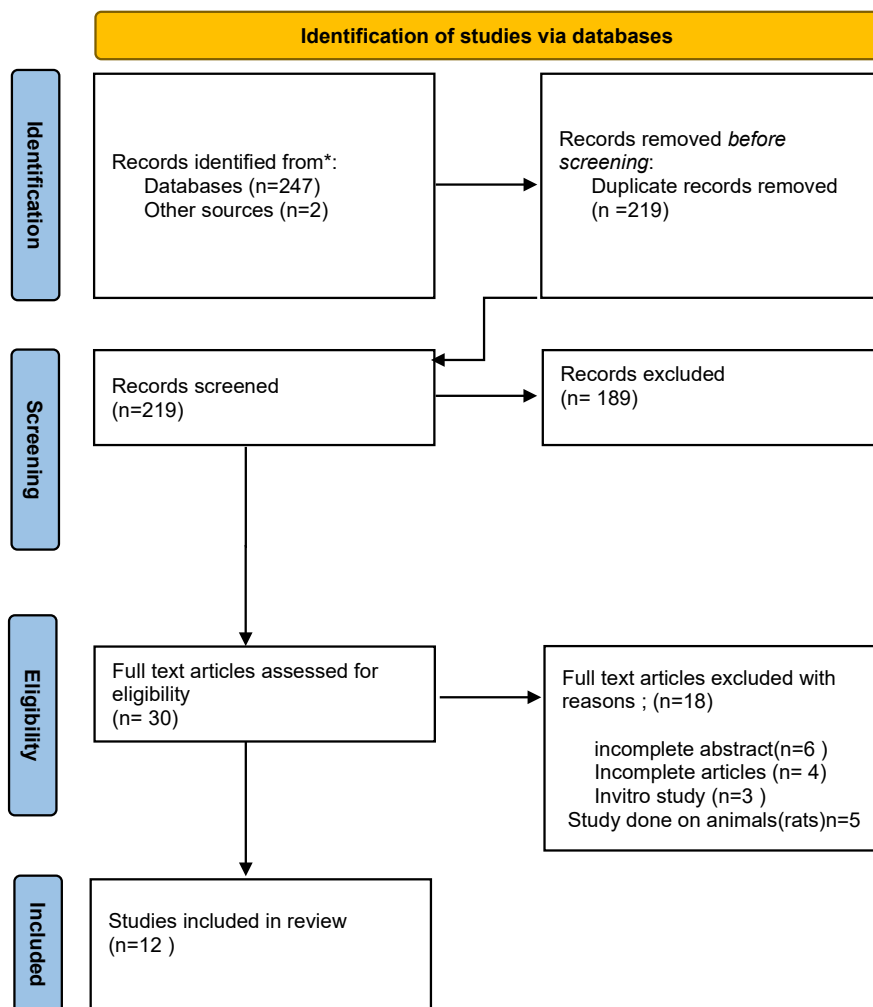 Identification of studies via databases
Identification
Records identified from*:
Databases (n=247)
Other sources (n=2)
Records removed before
screening:
Duplicate records removed
(n =219)
Screening
Records screened
(n=219)
Records excluded
(n= 189)
Eligibility
Full text articles assessed for
eligibility
(n= 30)
Full text articles excluded with
reasons ; (n=18)
incomplete abstract(n=6 )
Incomplete articles (n= 4)
Invitro study (n=3 )
Study done on animals(rats)n=5
Included
Studies included in review
(n=12 )